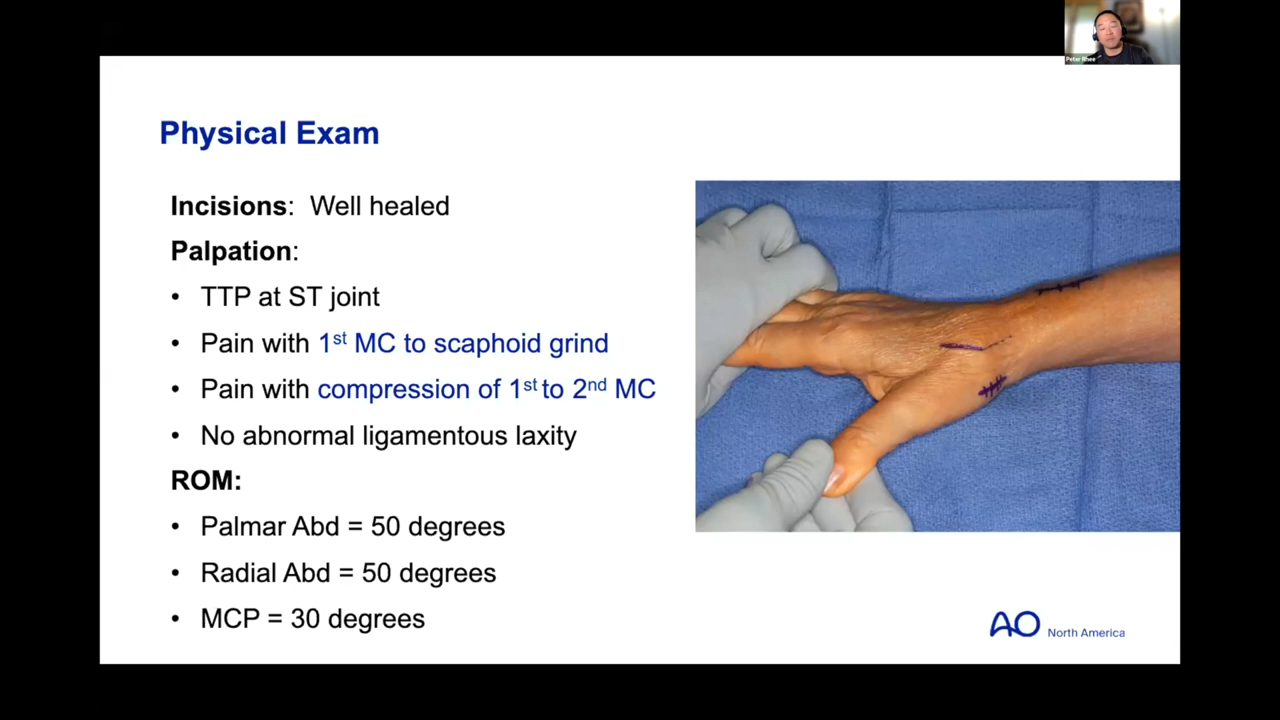 Peter Rhee
Physical Exam
Incisions: Well healed
Palpation:
• TTP at ST joint
• Pain with 1st MC to scaphoid grind
• Pain with compression of 1st to 2nd MC
• No abnormal ligamentous laxity
ROM:
• Palmar Abd = 50 degrees
• Radial Abd = 50 degrees
• MCP = 30 degrees
AO North America